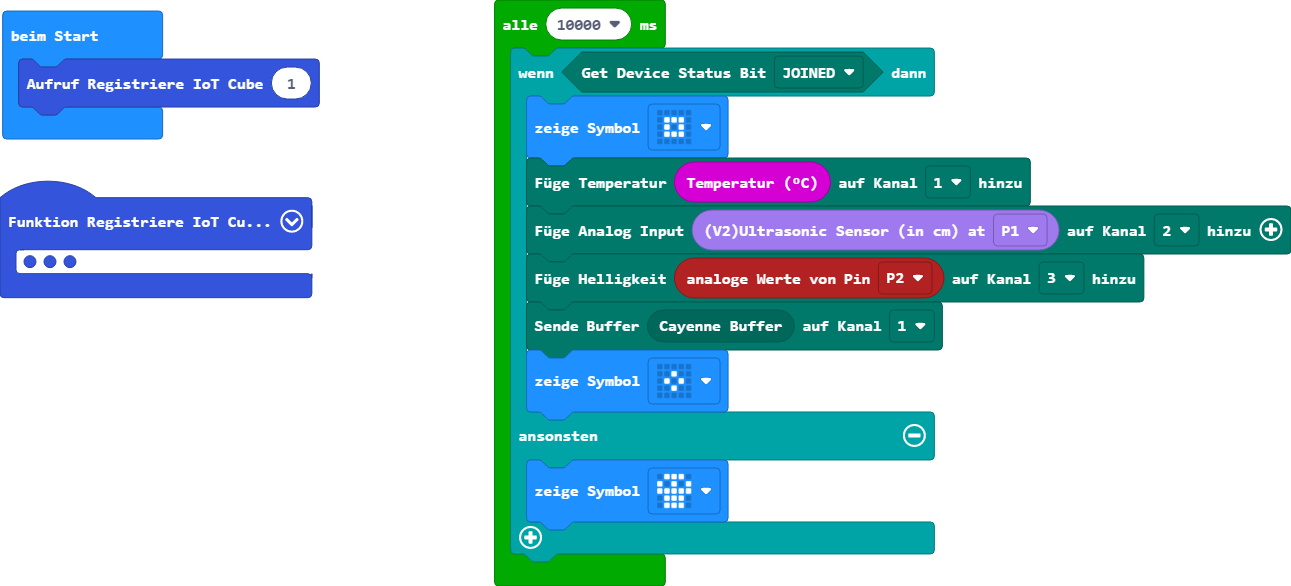 beim Start
Aufruf Registriere IoT Cube 1
Funktion Registriere IoT Cu...
alle 10000 ms
wenn Get Device Status Bit JOINED dann
zeige Symbol
Füge Temperatur Temperatur (ºC) auf Kanal 1 hinzu
Füge Analog Input (V2)Ultrasonic Sensor (in cm) at P1 auf Kanal 2 hinzu
Füge Helligkeit analoge Werte von Pin P2 auf Kanal 3 hinzu
Sende Buffer Cayenne Buffer auf Kanal 1
zeige Symbol
ansonsten
zeige Symbol